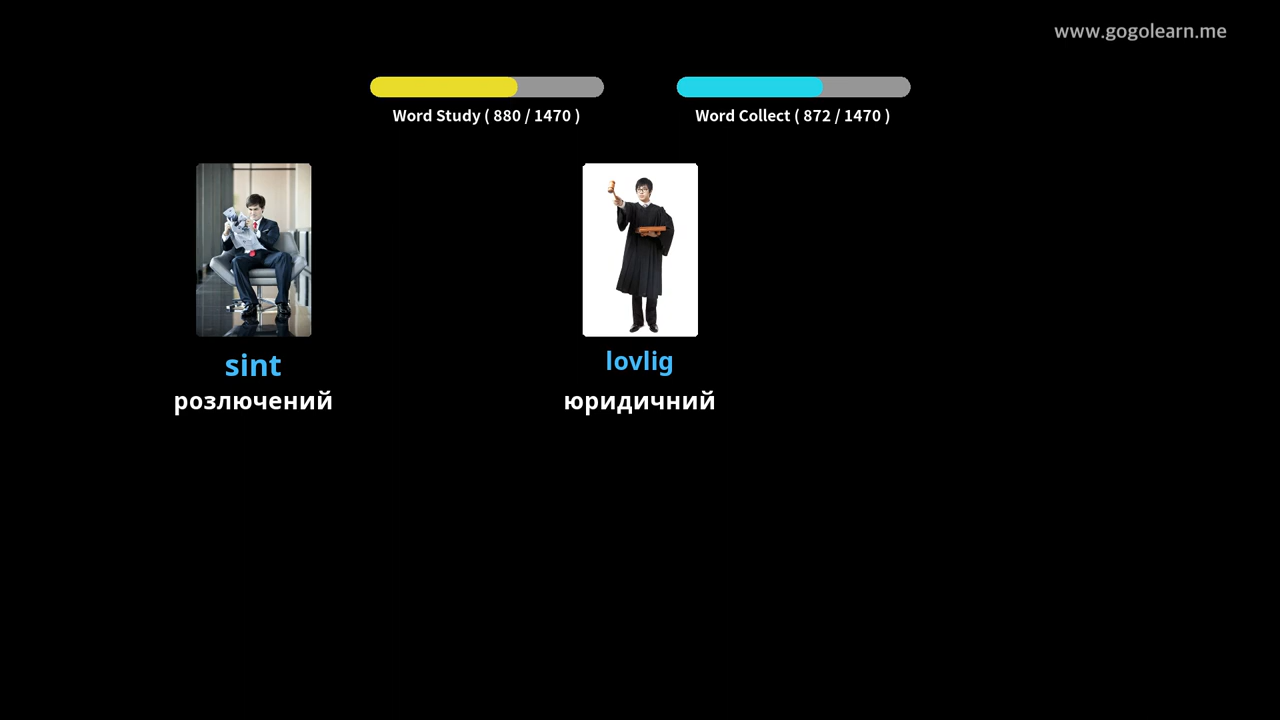 www.gogolearn.me
Word Study ( 880 / 1470 )
Word Collect ( 872 / 1470 )
sint
lovlig
розлючений
юридичний